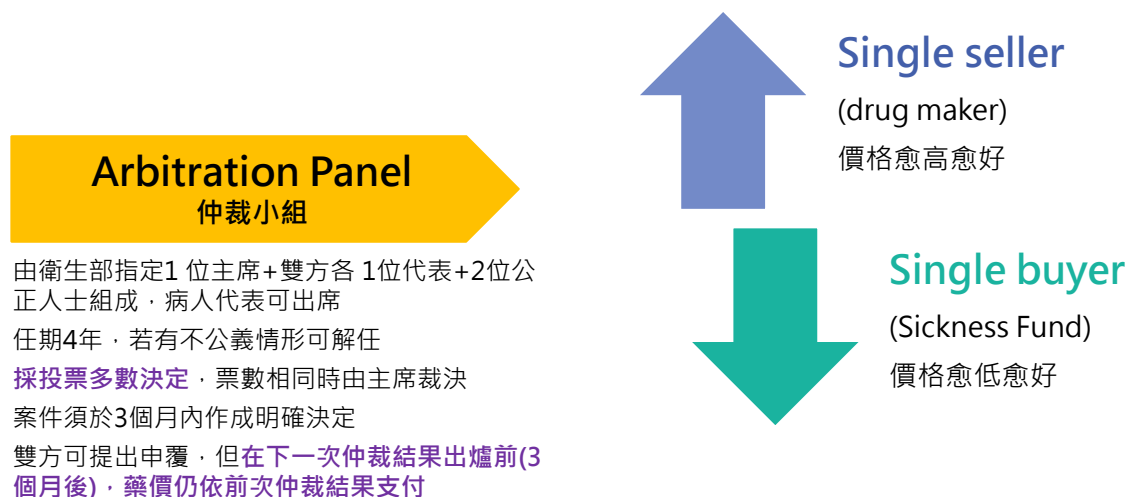 Arbitration Panel
仲裁小組
由衛生部指定1 位主席+雙方各 1位代表+2位公
正人士組成，病人代表可出席
任期4年，若有不公義情形可解任
採投票多數決定，票數相同時由主席裁決
案件須於3個月內作成明確決定
雙方可提出申覆，但在下一次仲裁結果出爐前(3
個月後)，藥價仍依前次仲裁結果支付
Single seller
(drug maker)
價格愈高愈好
Single buyer
(Sickness Fund)
價格愈低愈好